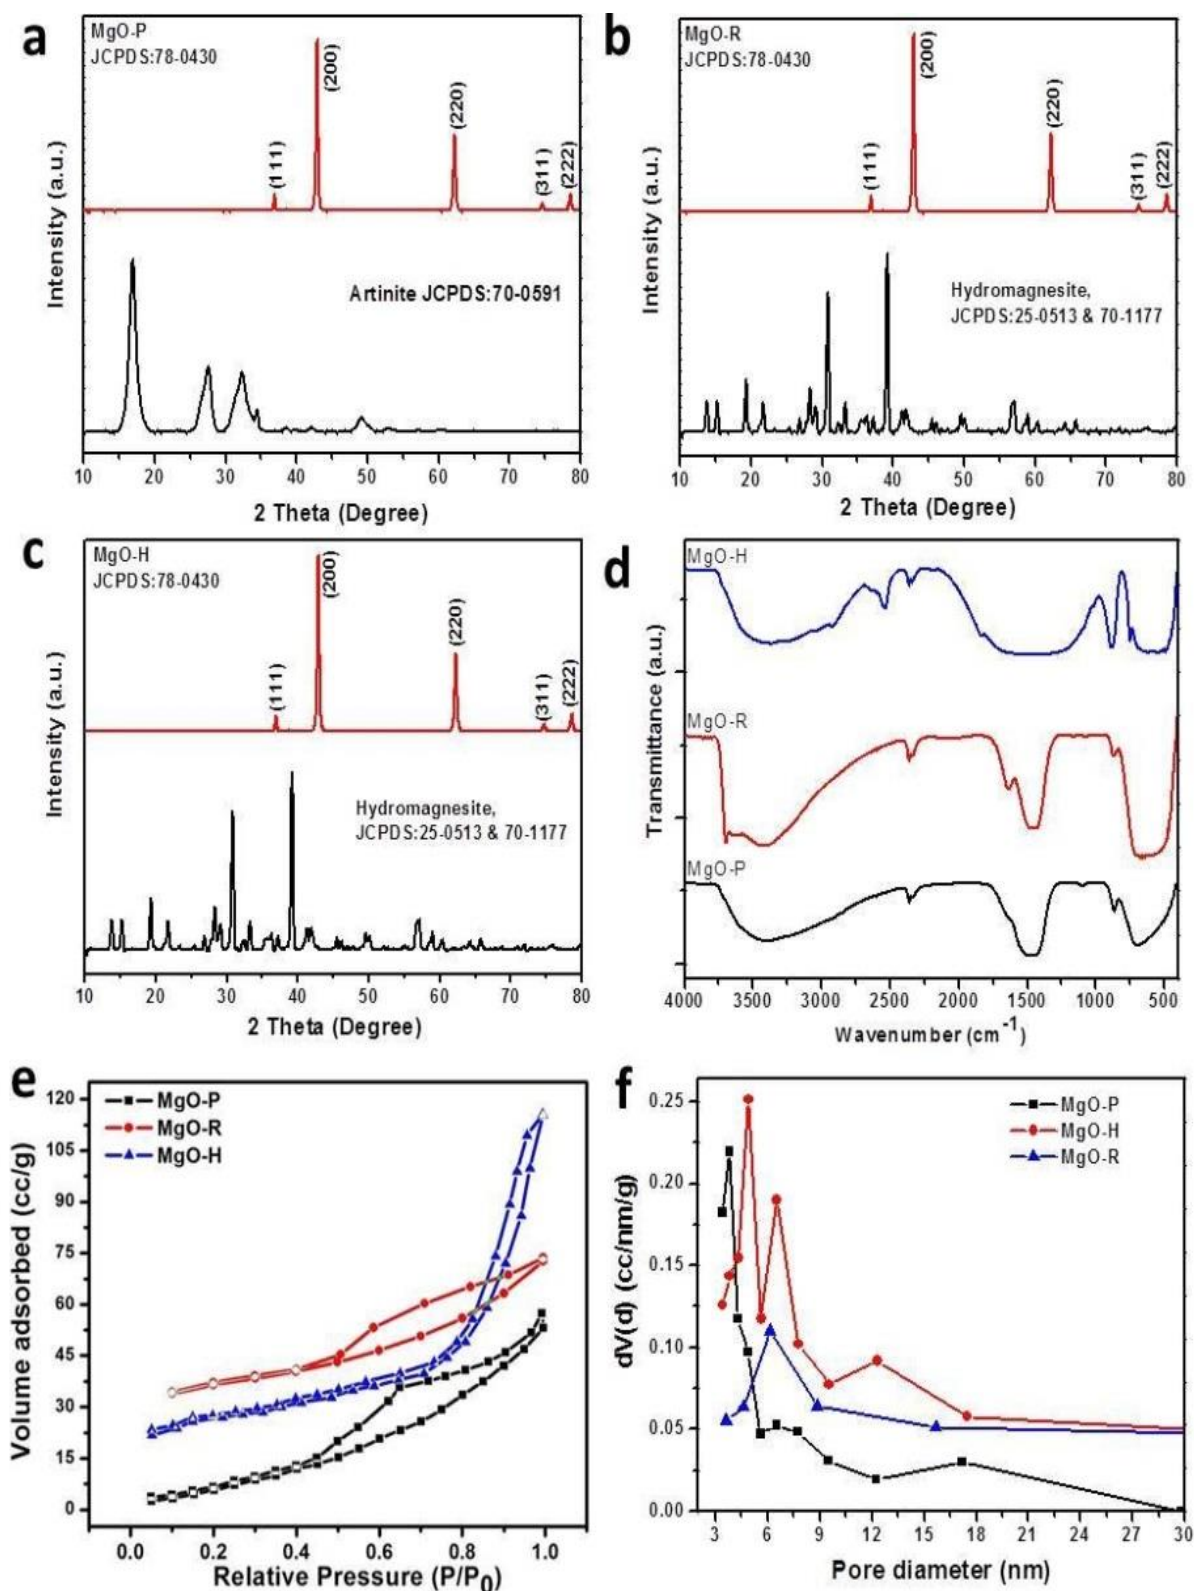 a
MgO-P
JCPDS:78-0430
(111)
(200)
(220)
(311)
(222)
Artinite JCPDS:70-0591
Intensity (a.u.)
10 20 30 40 50 60 70 80
2 Theta (Degree)
b
MgO-R
JCPDS:78-0430
(111)
(200)
(220)
(311)
(222)
Hydromagnesite,
JCPDS:25-0513 & 70-1177
Intensity (a.u.)
10 20 30 40 50 60 70 80
2 Theta (Degree)
c
MgO-H
JCPDS:78-0430
(111)
(200)
(220)
(311)
(222)
Hydromagnesite,
JCPDS:25-0513 & 70-1177
Intensity (a.u.)
10 20 30 40 50 60 70 80
2 Theta (Degree)
d
MgO-H
MgO-R
MgO-P
Transmittance (a.u.)
4000 3500 3000 2500 2000 1500 1000 500
Wavenumber (cm⁻¹)
e
MgO-P
MgO-R
MgO-H
Volume adsorbed (cc/g)
120
105
90
75
60
45
30
15
0
0.0 0.2 0.4 0.6 0.8 1.0
Relative Pressure (P/P₀)
f
MgO-P
MgO-H
MgO-R
dV(d) (cc/nm/g)
0.25
0.20
0.15
0.10
0.05
0.00
3 6 9 12 15 18 21 24 27 30
Pore diameter (nm)